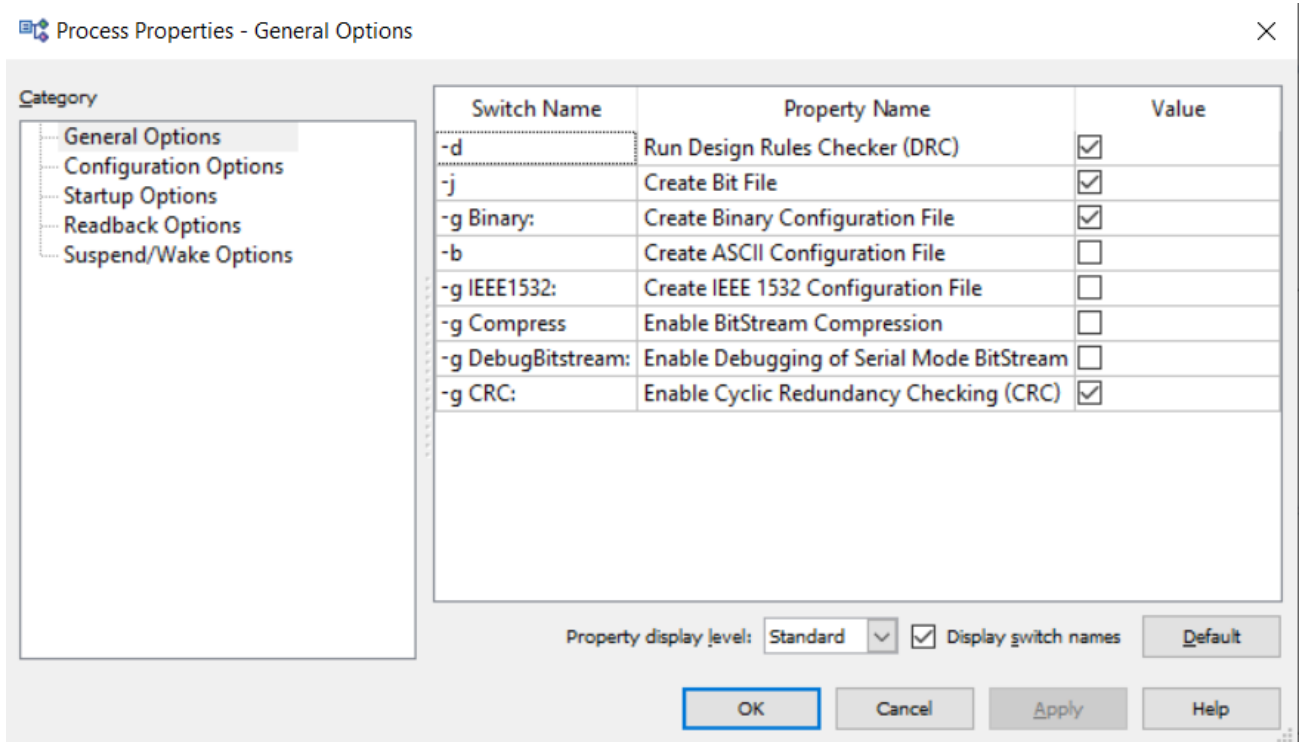 Process Properties - General Options
Category
General Options
Configuration Options
Startup Options
Readback Options
Suspend/Wake Options
Switch Name Property Name Value
-d Run Design Rules Checker (DRC)
-j Create Bit File
-g Binary: Create Binary Configuration File
-b Create ASCII Configuration File
-g IEEE1532: Create IEEE 1532 Configuration File
-g Compress Enable BitStream Compression
-g DebugBitstream: Enable Debugging of Serial Mode BitStream
-g CRC: Enable Cyclic Redundancy Checking (CRC)
Property display level: Standard Display switch names Default
OK Cancel Apply Help